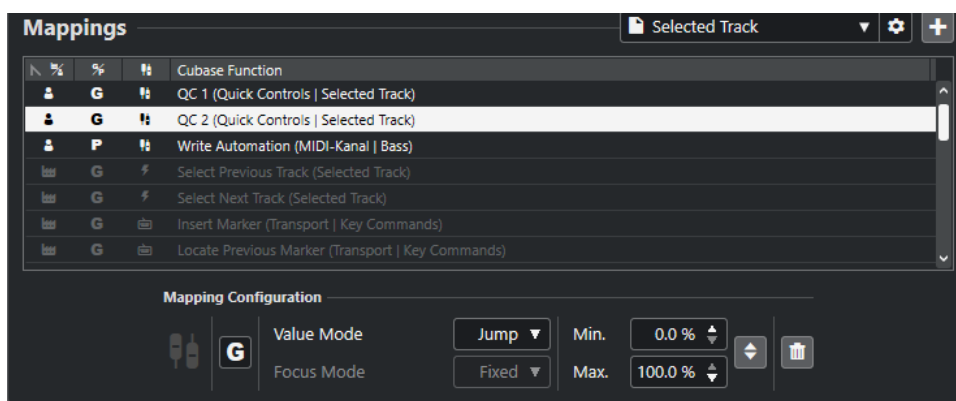 Mappings
Selected Track
Cubase Function
G QC 1 (Quick Controls | Selected Track)
G QC 2 (Quick Controls | Selected Track)
P Write Automation (MIDI-Kanal | Bass)
G Select Previous Track (Selected Track)
G Select Next Track (Selected Track)
G Insert Marker (Transport | Key Commands)
G Locate Previous Marker (Transport | Key Commands)
Mapping Configuration
Value Mode Jump Min. 0.0 %
G
Focus Mode Fixed Max. 100.0 %